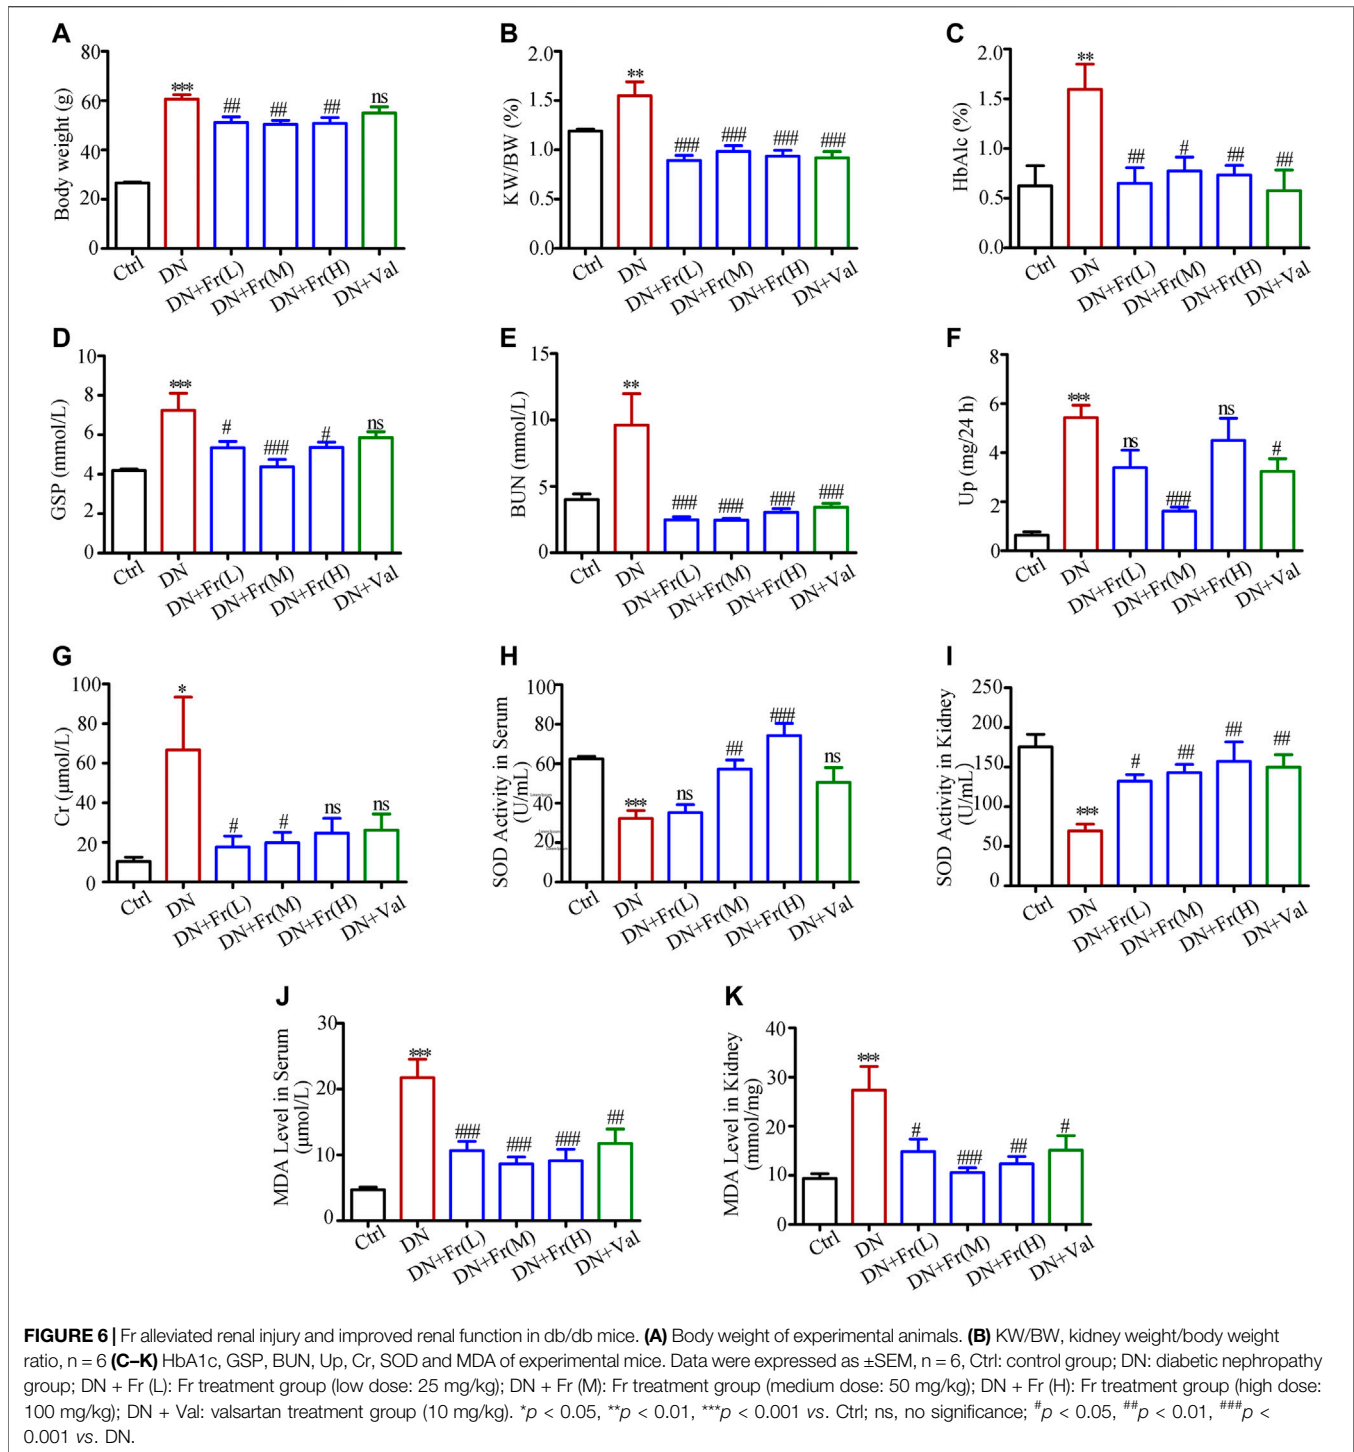 A
Body weight (g)
80
60
40
20
0
***
##
##
##
ns
Ctrl
DN
DN+Fr(L)
DN+Fr(M)
DN+Fr(H)
DN+Val
B
KW/BW (%)
2.0
1.5
1.0
0.5
0.0
**
###
###
###
###
Ctrl
DN
DN+Fr(L)
DN+Fr(M)
DN+Fr(H)
DN+Val
C
HbAlc (%)
2.0
1.5
1.0
0.5
0.0
**
##
#
##
##
Ctrl
DN
DN+Fr(L)
DN+Fr(M)
DN+Fr(H)
DN+Val
D
GSP (mmol/L)
10
8
6
4
2
0
***
#
###
#
ns
Ctrl
DN
DN+Fr(L)
DN+Fr(M)
DN+Fr(H)
DN+Val
E
BUN (mmol/L)
15
10
5
0
**
###
###
###
###
Ctrl
DN
DN+Fr(L)
DN+Fr(M)
DN+Fr(H)
DN+Val
F
Up (mg/24 h)
8
6
4
2
0
***
ns
###
ns
#
Ctrl
DN
DN+Fr(L)
DN+Fr(M)
DN+Fr(H)
DN+Val
G
Cr (µmol/L)
100
80
60
40
20
0
*
#
#
ns
ns
Ctrl
DN
DN+Fr(L)
DN+Fr(M)
DN+Fr(H)
DN+Val
H
SOD Activity in Serum
(U/mL)
100
80
60
40
20
0
***
ns
##
###
ns
Ctrl
DN
DN+Fr(L)
DN+Fr(M)
DN+Fr(H)
DN+Val
I
SOD Activity in Kidney
(U/mL)
250
200
150
100
50
0
***
#
##
##
##
Ctrl
DN
DN+Fr(L)
DN+Fr(M)
DN+Fr(H)
DN+Val
J
MDA Level in Serum
(µmol/L)
30
20
10
0
***
###
###
###
##
Ctrl
DN
DN+Fr(L)
DN+Fr(M)
DN+Fr(H)
DN+Val
K
MDA Level in Kidney
(mmol/mg)
40
30
20
10
0
***
#
###
##
#
Ctrl
DN
DN+Fr(L)
DN+Fr(M)
DN+Fr(H)
DN+Val
FIGURE 6 | Fr alleviated renal injury and improved renal function in db/db mice. (A) Body weight of experimental animals. (B) KW/BW, kidney weight/body weight
ratio, n = 6 (C–K) HbA1c, GSP, BUN, Up, Cr, SOD and MDA of experimental mice. Data were expressed as ±SEM, n = 6, Ctrl: control group; DN: diabetic nephropathy
group; DN + Fr (L): Fr treatment group (low dose: 25 mg/kg); DN + Fr (M): Fr treatment group (medium dose: 50 mg/kg); DN + Fr (H): Fr treatment group (high dose:
100 mg/kg); DN + Val: valsartan treatment group (10 mg/kg). *p < 0.05, **p < 0.01, ***p < 0.001 vs. Ctrl; ns, no significance; #p < 0.05, ##p < 0.01, ###p <
0.001 vs. DN.